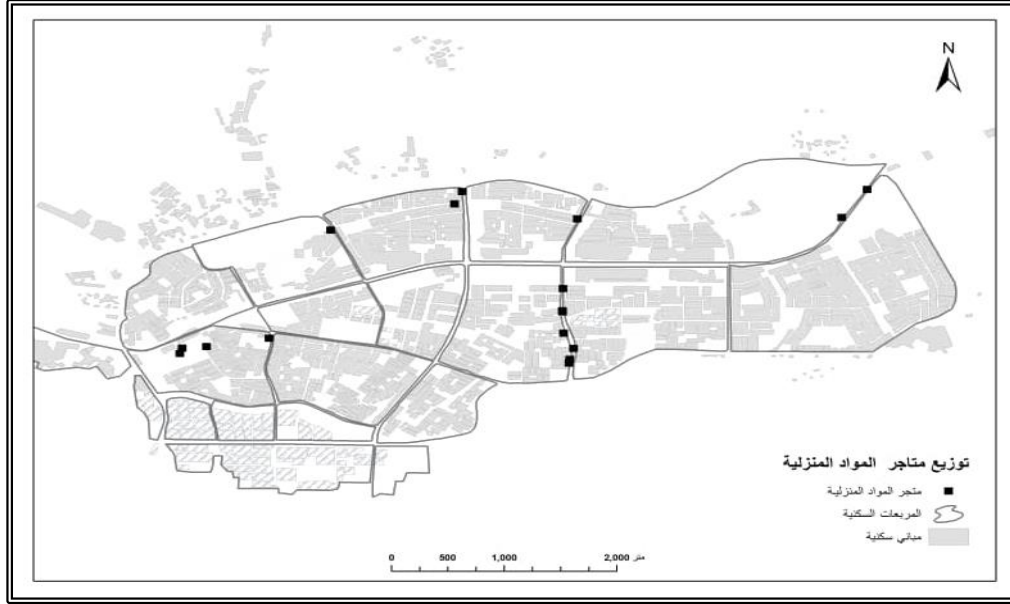 N
توزيع متاجر المواد المنزلية
متجر المواد المنزلية
المربعات السكنية
مباني سكنية
0 500 1,000 2,000 متر